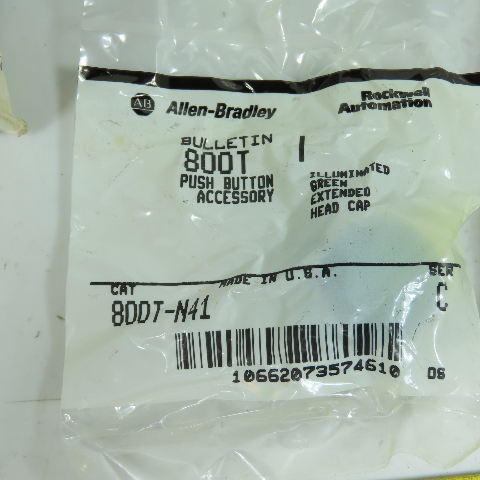 AB Allen-Bradley
Rockwell
Automation
BULLETIN
800T
PUSH BUTTON
ACCESSORY
ILLUMINATED
GREEN
EXTENDED
HEAD CAP
MADE IN U.S.A.
CAT
SER
800T-N41
C
10662073574610
DS